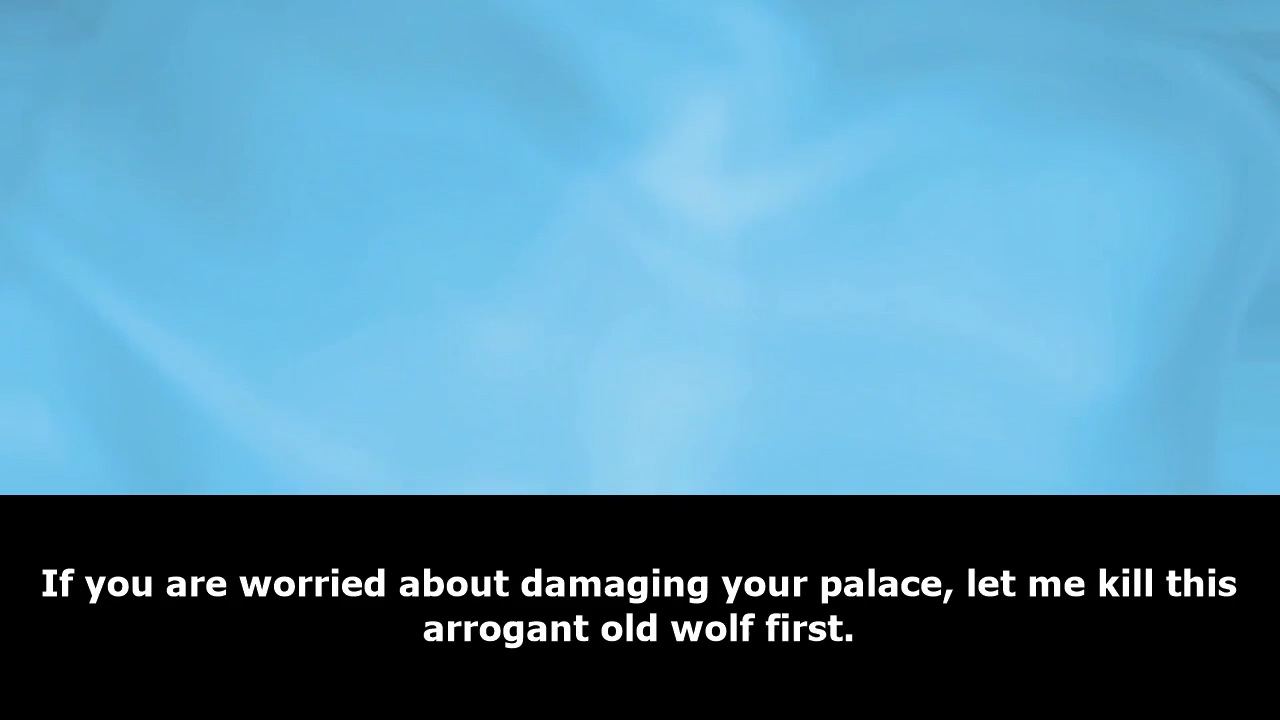 If you are worried about damaging your palace, let me kill this
arrogant old wolf first.